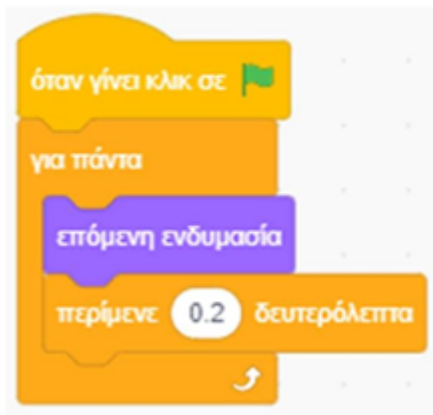 όταν γίνει κλικ σε
για πάντα
επόμενη ενδυμασία
περίμενε 0.2 δευτερόλεπτα